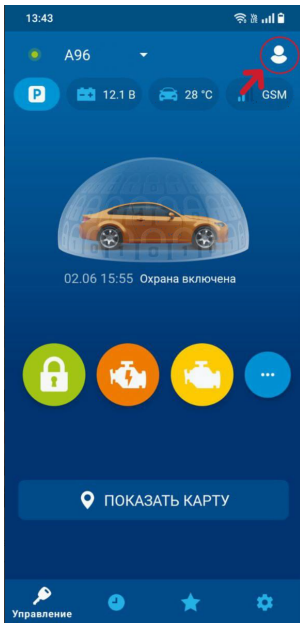 13:43
A96
P
12.1 В
28 °C
GSM
02.06 15:55 Охрана включена
ПОКАЗАТЬ КАРТУ
Управление